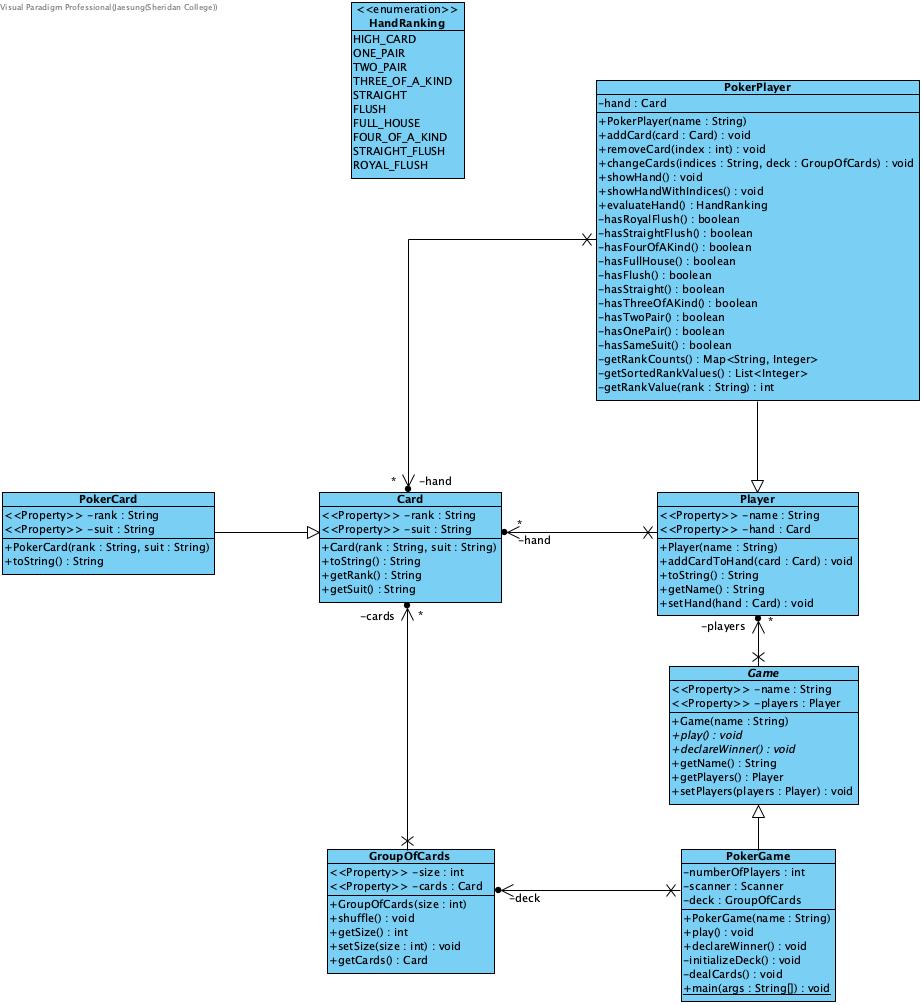 Visual Paradigm Professional(Jaesung(Sheridan College))
<<enumeration>>
HandRanking
HIGH_CARD
ONE_PAIR
TWO_PAIR
THREE_OF_A_KIND
STRAIGHT
FLUSH
FULL_HOUSE
FOUR_OF_A_KIND
STRAIGHT_FLUSH
ROYAL_FLUSH
PokerPlayer
-hand : Card
+PokerPlayer(name : String)
+addCard(card : Card) : void
+removeCard(index : int) : void
+changeCards(indices : String, deck : GroupOfCards) : void
+showHand() : void
+showHandWithIndices() : void
+evaluateHand() : HandRanking
-hasRoyalFlush() : boolean
-hasStraightFlush() : boolean
-hasFourOfAKind() : boolean
-hasFullHouse() : boolean
-hasFlush() : boolean
-hasStraight() : boolean
-hasThreeOfAKind() : boolean
-hasTwoPair() : boolean
-hasOnePair() : boolean
-hasSameSuit() : boolean
-getRankCounts() : Map<String, Integer>
-getSortedRankValues() : List<Integer>
-getRankValue(rank : String) : int
* -hand
PokerCard
<<Property>> -rank : String
<<Property>> -suit : String
+PokerCard(rank : String, suit : String)
+toString() : String
Card
<<Property>> -rank : String
<<Property>> -suit : String
+Card(rank : String, suit : String)
+toString() : String
+getRank() : String
+getSuit() : String
*
-hand
Player
<<Property>> -name : String
<<Property>> -hand : Card
+Player(name : String)
+addCardToHand(card : Card) : void
+toString() : String
+getName() : String
+setHand(hand : Card) : void
-cards *
-players *
Game
<<Property>> -name : String
<<Property>> -players : Player
+Game(name : String)
+play() : void
+declareWinner() : void
+getName() : String
+getPlayers() : Player
+setPlayers(players : Player) : void
GroupOfCards
<<Property>> -size : int
<<Property>> -cards : Card
+GroupOfCards(size : int)
+shuffle() : void
+getSize() : int
+setSize(size : int) : void
+getCards() : Card
-deck
PokerGame
-numberOfPlayers : int
-scanner : Scanner
-deck : GroupOfCards
+PokerGame(name : String)
+play() : void
+declareWinner() : void
-initializeDeck() : void
-dealCards() : void
+main(args : String[]) : void